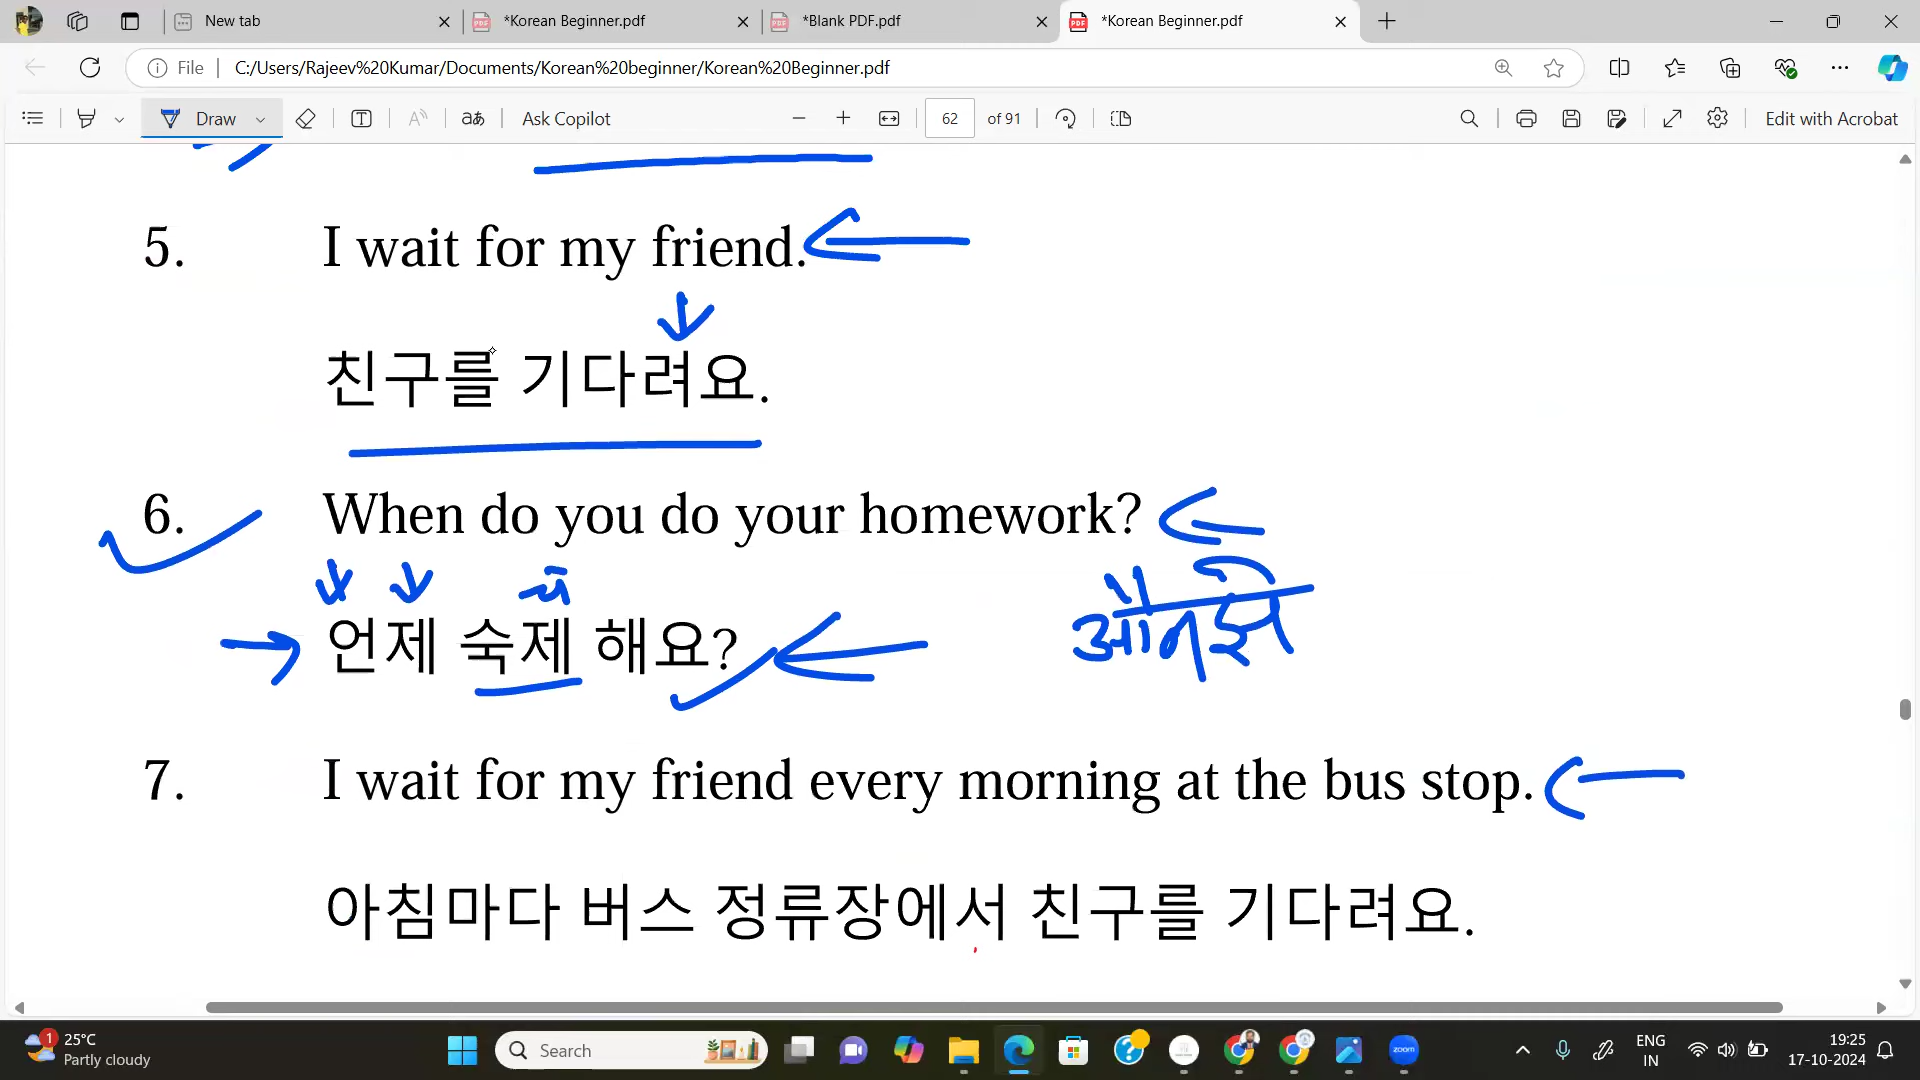 New tab
*Korean Beginner.pdf
*Blank PDF.pdf
*Korean Beginner.pdf
File
C:/Users/Rajeev%20Kumar/Documents/Korean%20beginner/Korean%20Beginner.pdf
Draw
Ask Copilot
62 of 91
Edit with Acrobat
5. I wait for my friend.
친구를 기다려요.
6. When do you do your homework?
언제 숙제 해요?
7. I wait for my friend every morning at the bus stop.
아침마다 버스 정류장에서 친구를 기다려요.
1
25°C
Partly cloudy
Search
zoom
ENG
IN
19:25
17-10-2024